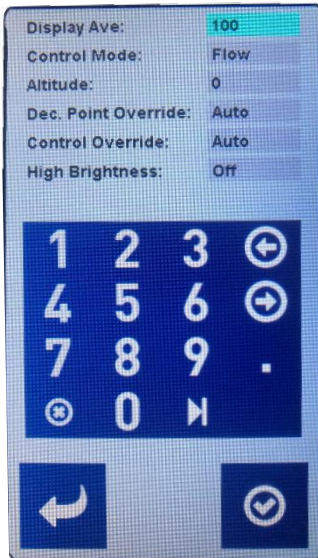 Display Ave: 100
Control Mode: Flow
Altitude: 0
Dec. Point Override: Auto
Control Override: Auto
High Brightness: Off
1 2 3
4 5 6
7 8 9 .
0